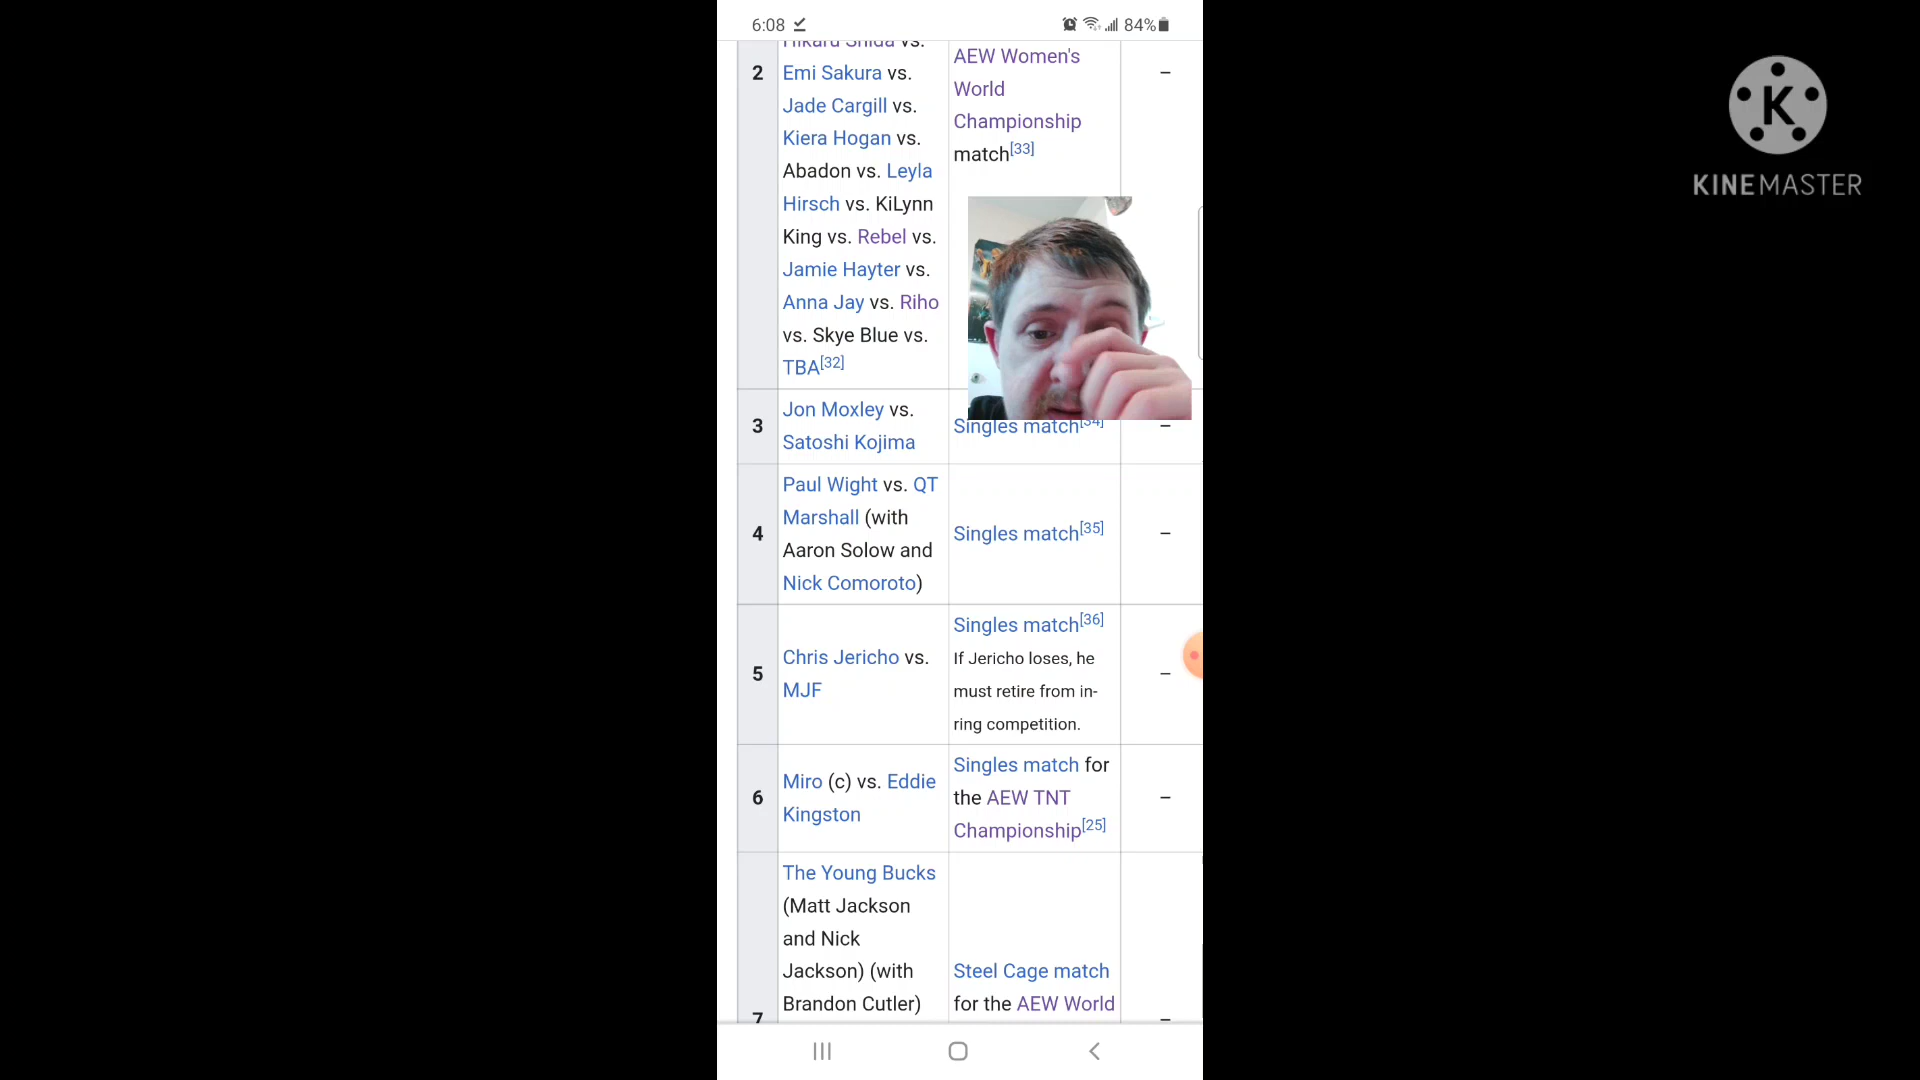 6:08
84%
Hikaru Shida vs.
2
Emi Sakura vs.
Jade Cargill vs.
Kiera Hogan vs.
Abadon vs. Leyla
Hirsch vs. KiLynn
King vs. Rebel vs.
Jamie Hayter vs.
Anna Jay vs. Riho
vs. Skye Blue vs.
TBA[32]
AEW Women's
World
Championship
match[33]
–
3
Jon Moxley vs.
Satoshi Kojima
Singles match[34]
–
4
Paul Wight vs. QT
Marshall (with
Aaron Solow and
Nick Comoroto)
Singles match[35]
–
5
Chris Jericho vs.
MJF
Singles match[36]
If Jericho loses, he
must retire from in-
ring competition.
–
6
Miro (c) vs. Eddie
Kingston
Singles match for
the AEW TNT
Championship[25]
–
7
The Young Bucks
(Matt Jackson
and Nick
Jackson) (with
Brandon Cutler)
Steel Cage match
for the AEW World
–
K
KINEMASTER